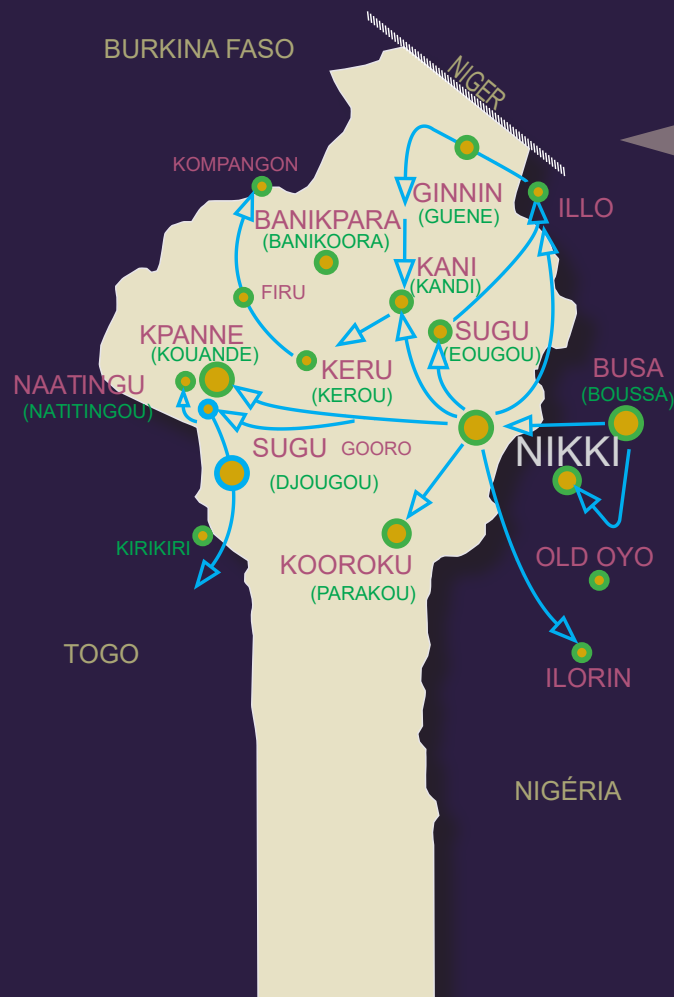 BURKINA FASO
NIGER
KOMPANGON
GINNIN
(GUENE)
ILLO
BANIKPARA
(BANIKOORA)
KANI
(KANDI)
FIRU
KPANNE
(KOUANDE)
SUGU
(EOUGOU)
KERU
(KEROU)
BUSA
(BOUSSA)
NAATINGU
(NATITINGOU)
SUGU GOORO
(DJOUGOU)
NIKKI
KIRIKIRI
KOOROKU
(PARAKOU)
OLD OYO
TOGO
ILORIN
NIGÉRIA